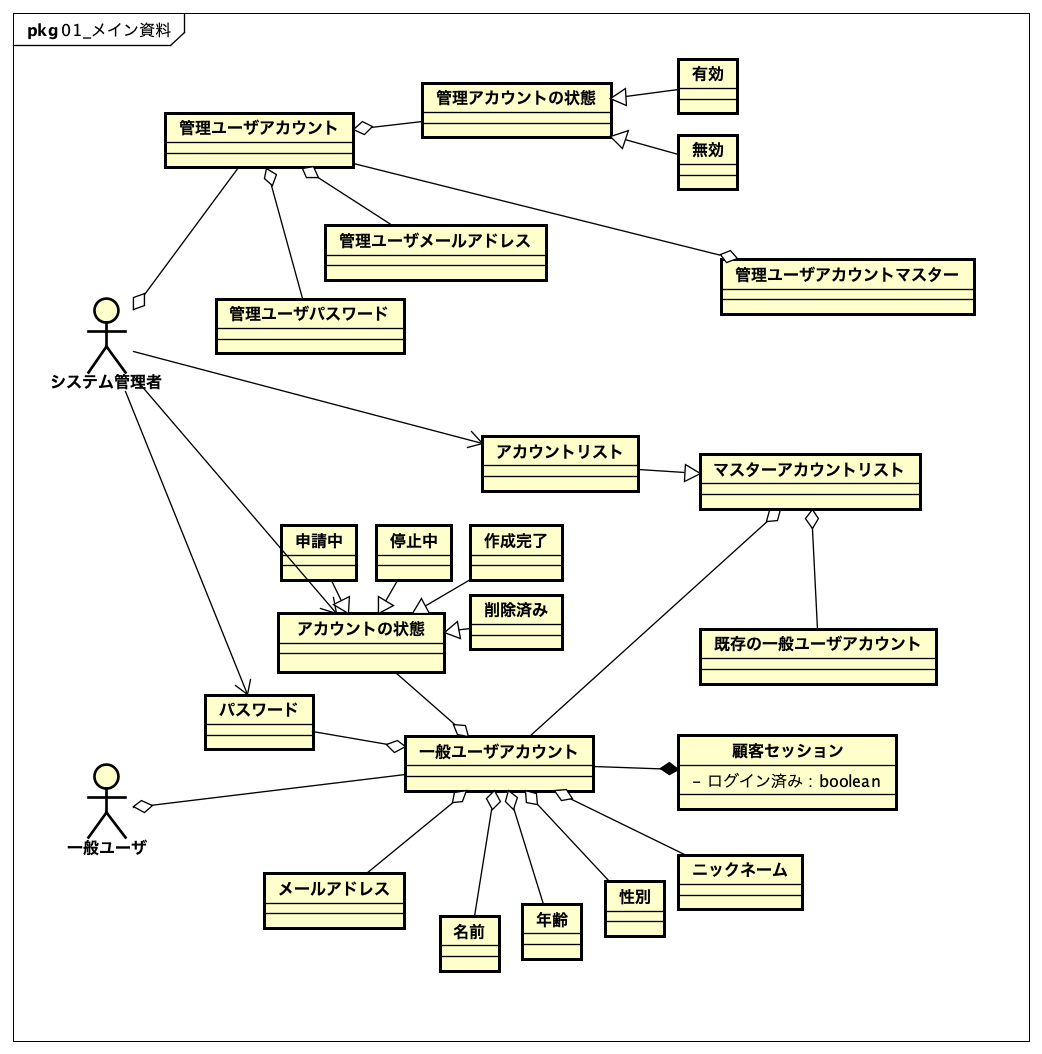 pkg 01_メイン資料
有効
管理アカウントの状態
管理ユーザアカウント
無効
管理ユーザメールアドレス
管理ユーザアカウントマスター
管理ユーザパスワード
システム管理者
アカウントリスト
マスターアカウントリスト
申請中
停止中
作成完了
削除済み
アカウントの状態
既存の一般ユーザアカウント
パスワード
一般ユーザアカウント
顧客セッション
- ログイン済み : boolean
一般ユーザ
メールアドレス
ニックネーム
性別
年齢
名前